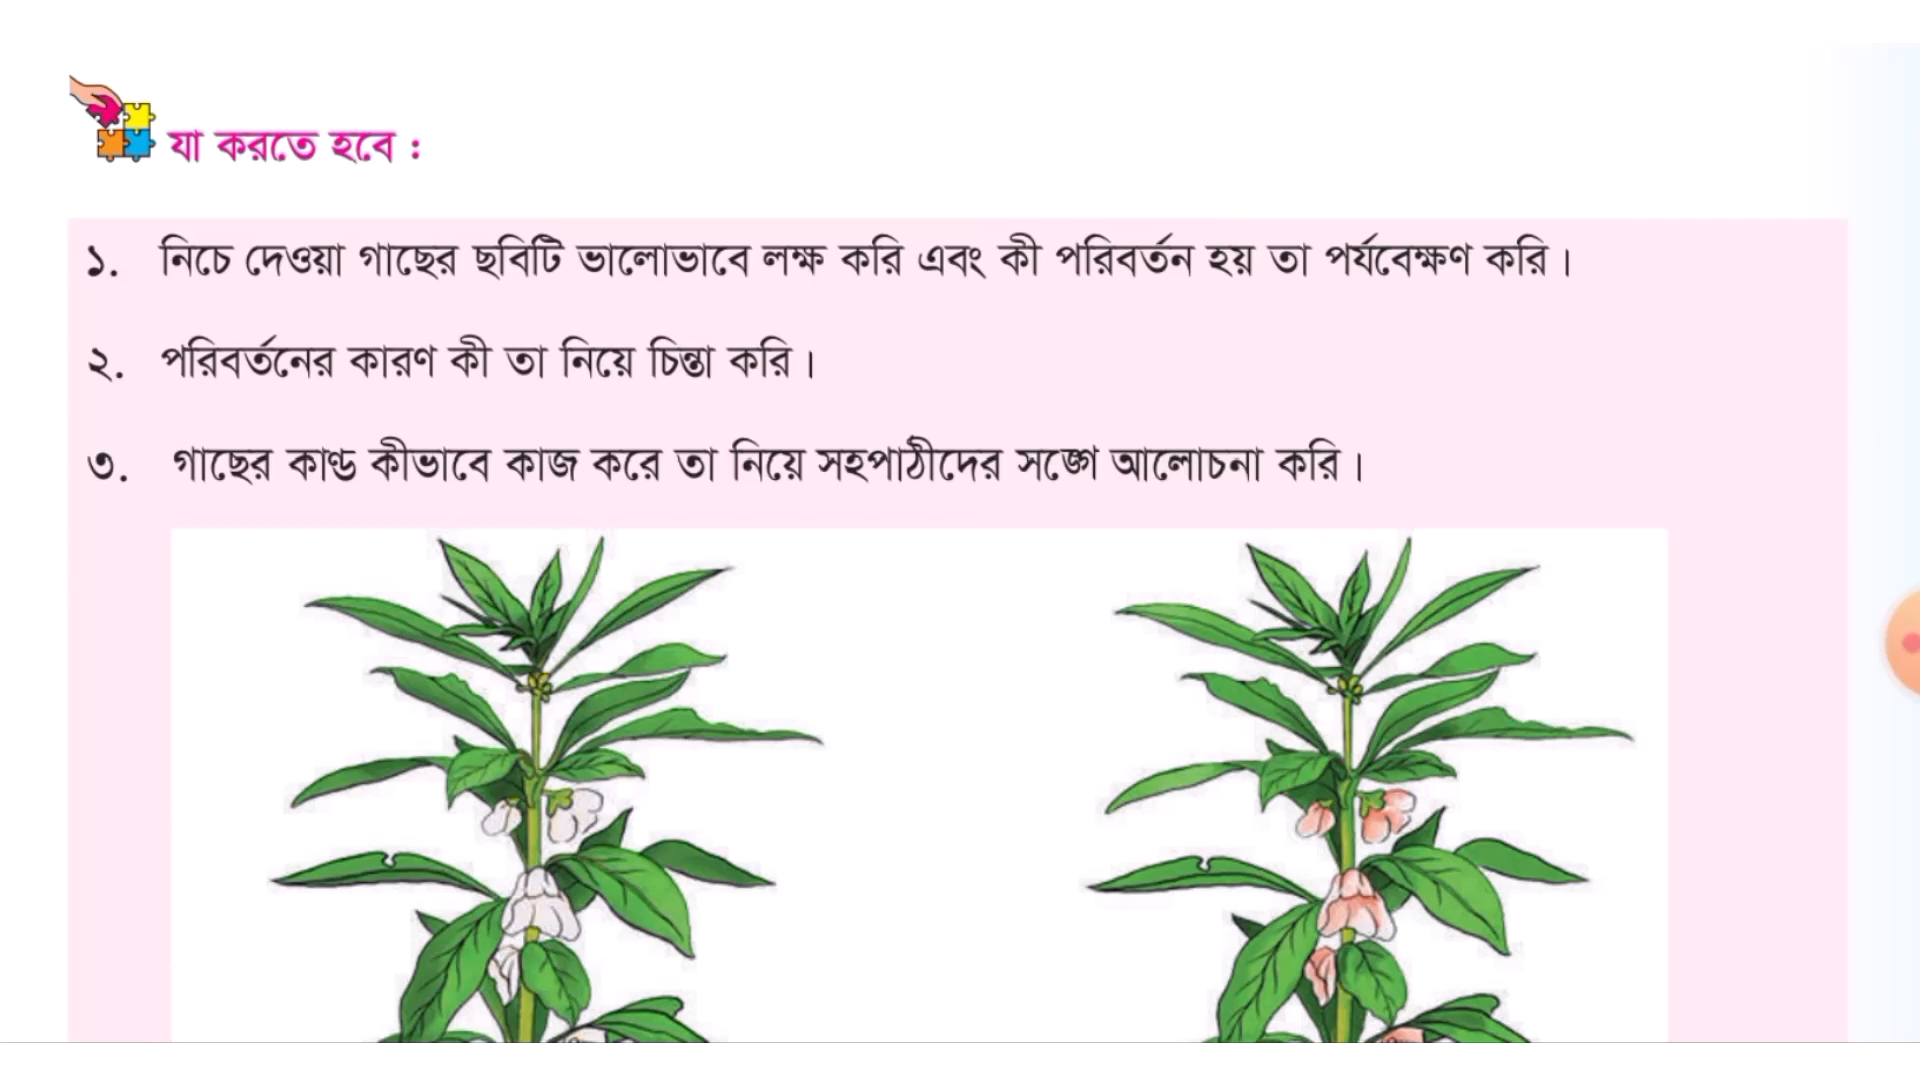 যা করতে হবে :
১. নিচে দেওয়া গাছের ছবিটি ভালোভাবে লক্ষ করি এবং কী পরিবর্তন হয় তা পর্যবেক্ষণ করি।
২. পরিবর্তনের কারণ কী তা নিয়ে চিন্তা করি।
৩. গাছের কাণ্ড কীভাবে কাজ করে তা নিয়ে সহপাঠীদের সঙ্গে আলোচনা করি।